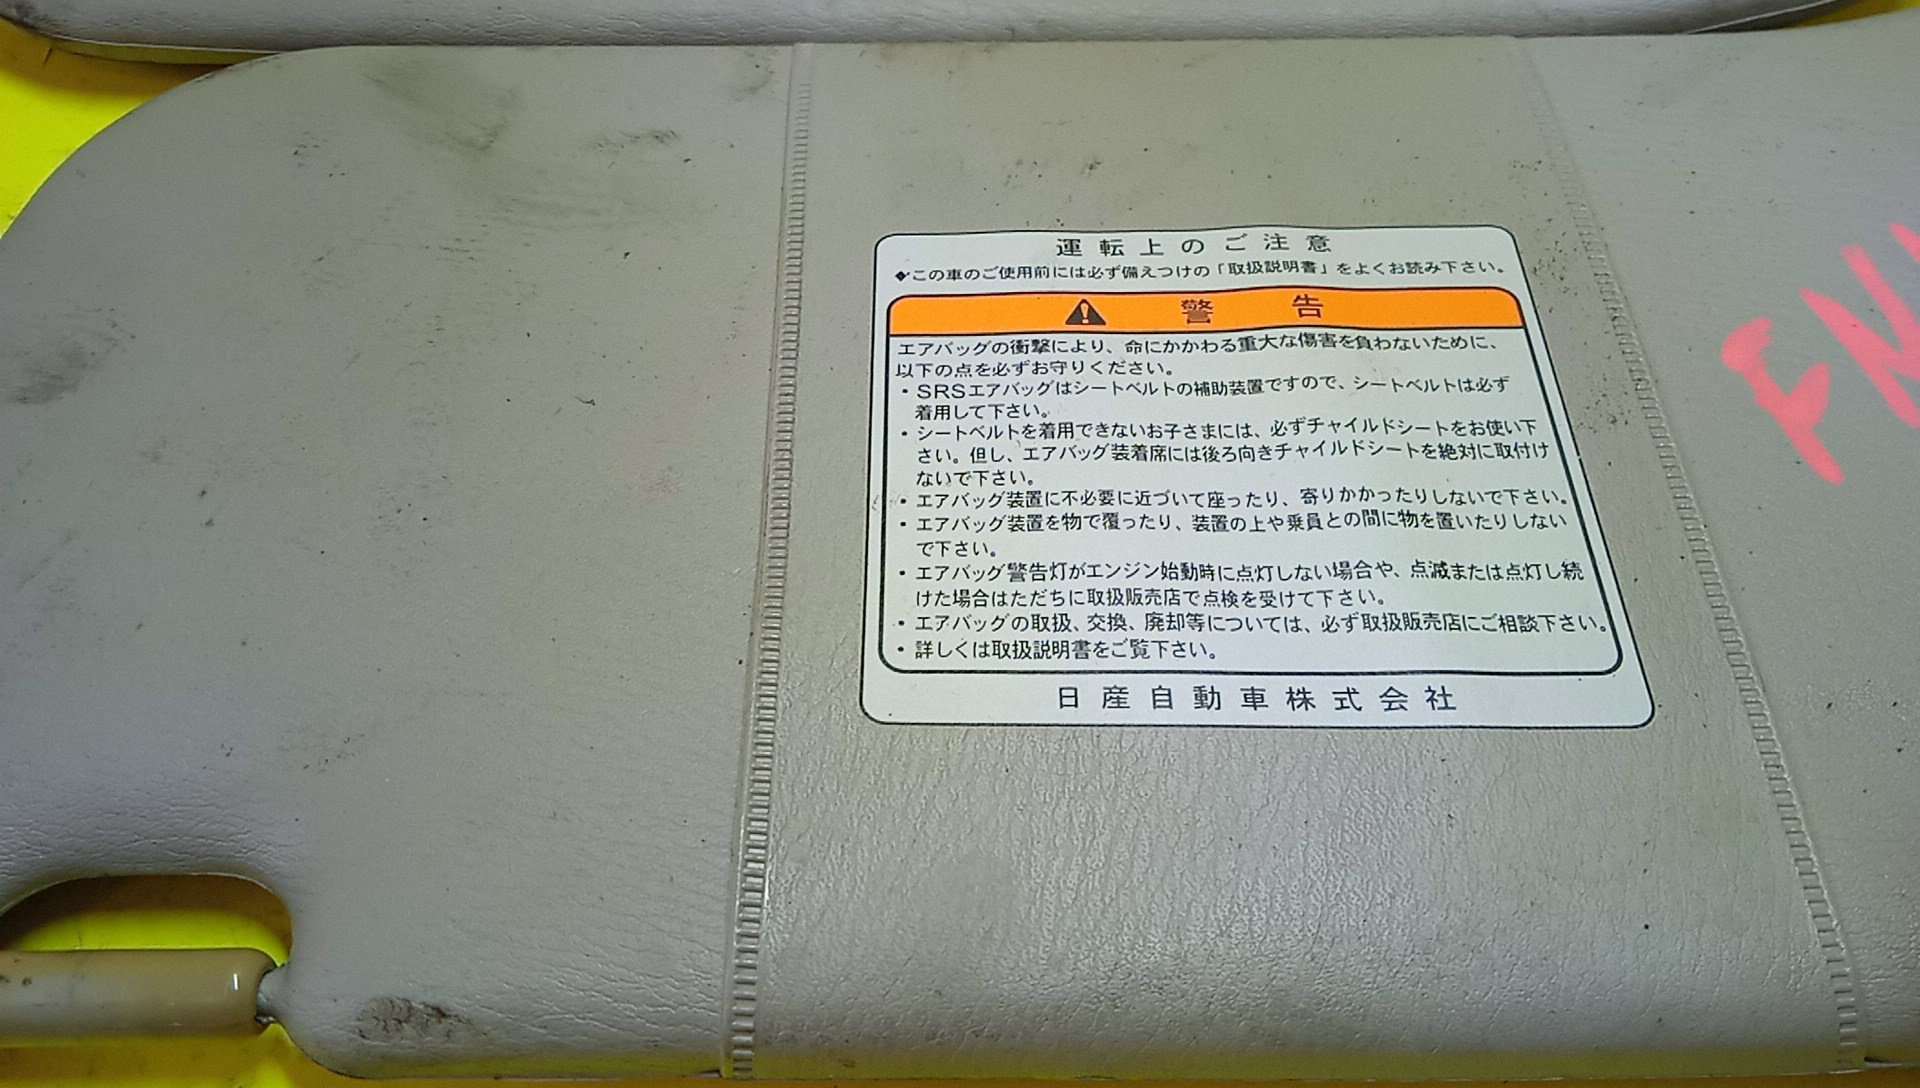 運転上のご注意
◆この車のご使用前には必ず備えつけの「取扱説明書」をよくお読み下さい。
警告
エアバッグの衝撃により、命にかかわる重大な傷害を負わないために、
以下の点を必ずお守りください。
・SRSエアバッグはシートベルトの補助装置ですので、シートベルトは必ず
着用して下さい。
・シートベルトを着用できないお子さまには、必ずチャイルドシートをお使い下
さい。但し、エアバッグ装着席には後ろ向きチャイルドシートを絶対に取付け
ないで下さい。
・エアバッグ装置に不必要に近づいて座ったり、寄りかかったりしないで下さい。
・エアバッグ装置を物で覆ったり、装置の上や乗員との間に物を置いたりしない
で下さい。
・エアバッグ警告灯がエンジン始動時に点灯しない場合や、点滅または点灯し続
けた場合はただちに取扱販売店で点検を受けて下さい。
・エアバッグの取扱、交換、廃却等については、必ず取扱販売店にご相談下さい。
・詳しくは取扱説明書をご覧下さい。
日産自動車株式会社